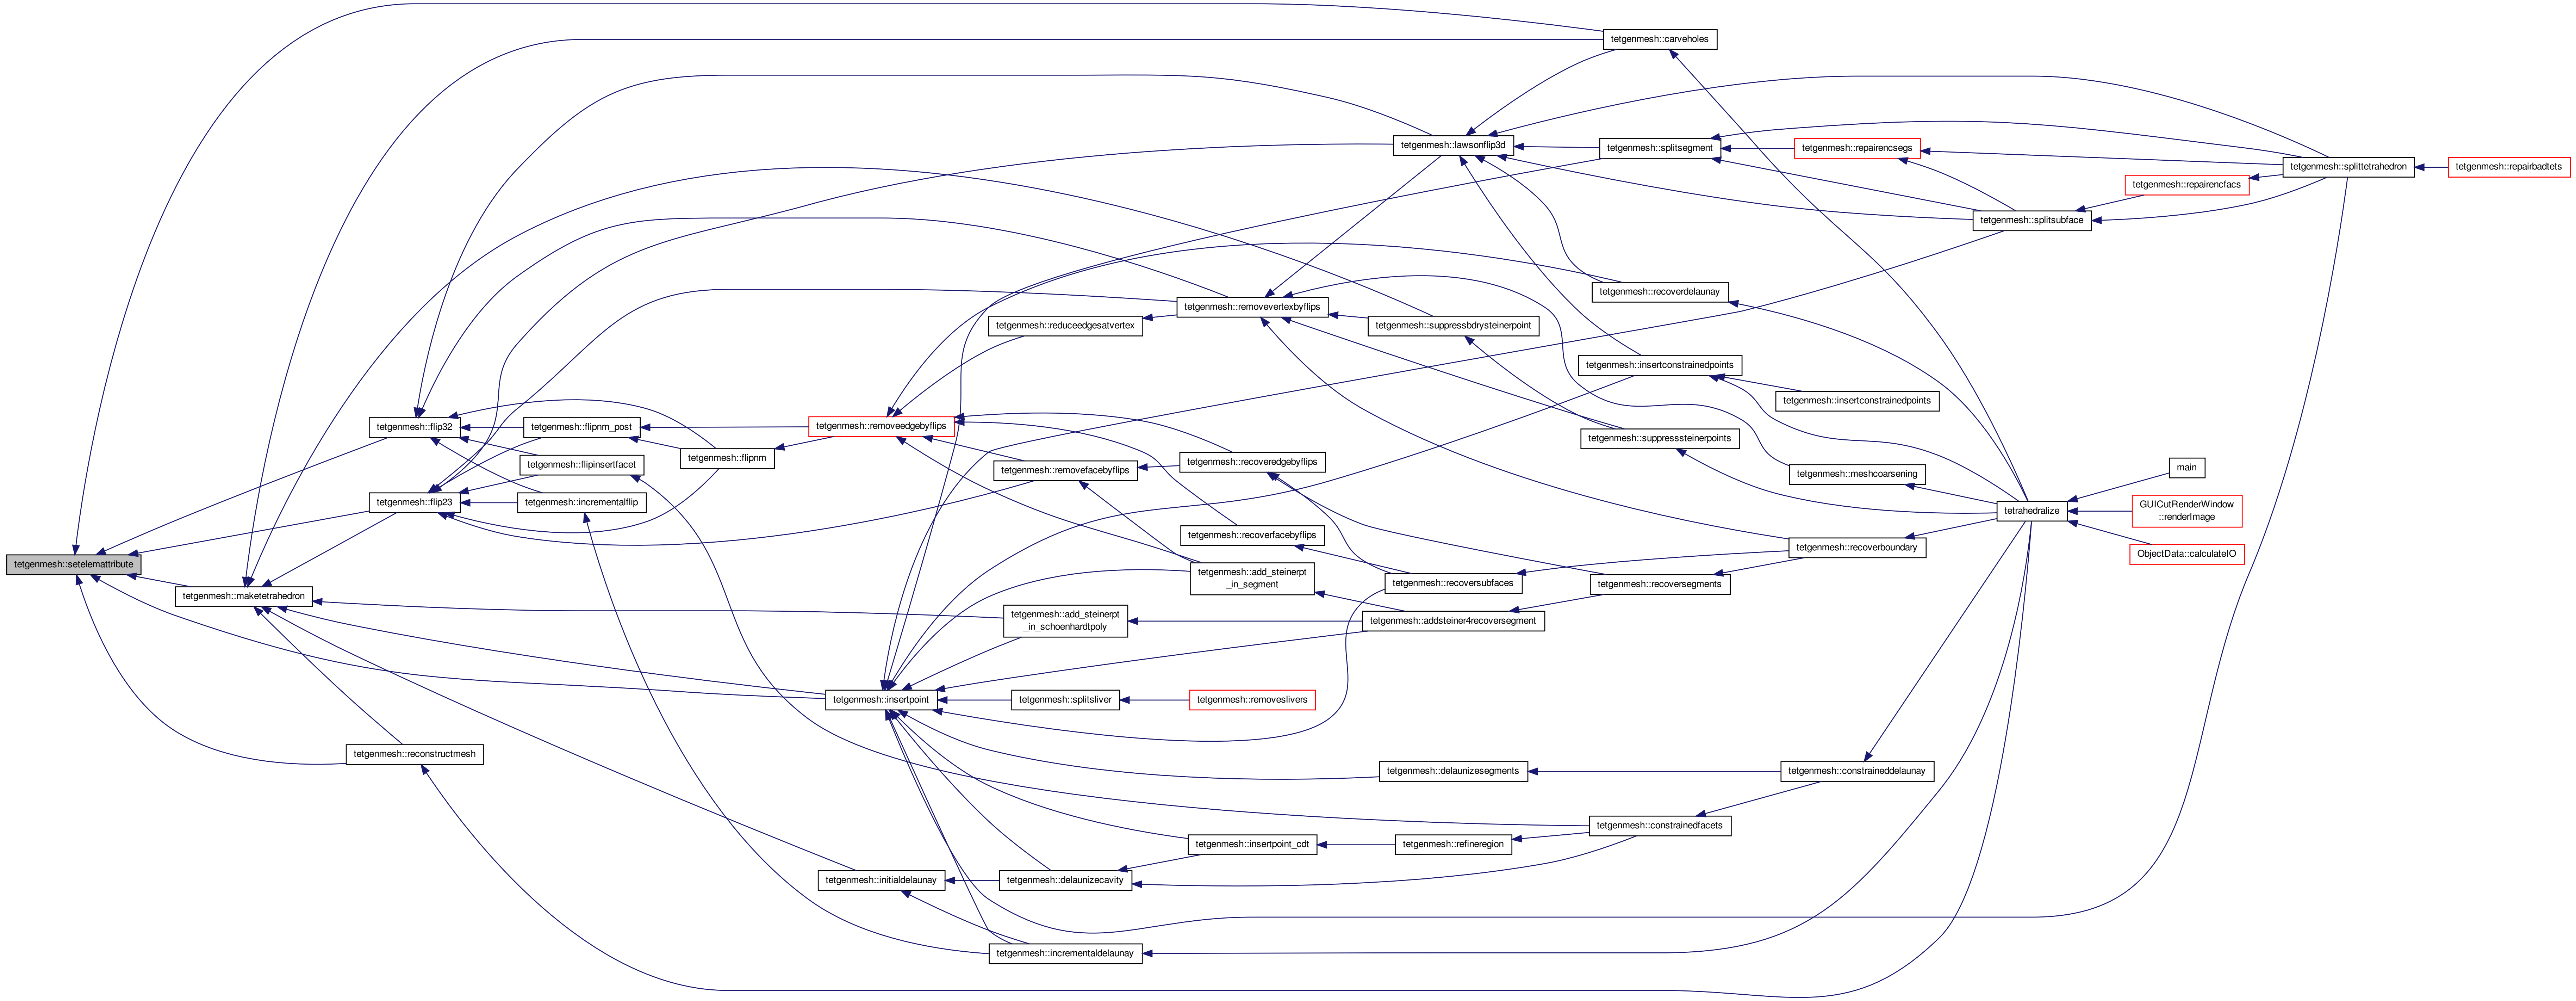 tetgenmesh::carveholes
tetgenmesh::lawsonflip3d
tetgenmesh::splitsegment
tetgenmesh::repairencsegs
tetgenmesh::splittetrahedron
tetgenmesh::repairbadtets
tetgenmesh::repairencfacs
tetgenmesh::splitsubface
tetgenmesh::recoverdelaunay
tetgenmesh::removevertexbyflips
tetgenmesh::reduceedgesatvertex
tetgenmesh::suppressbdrysteinerpoint
tetgenmesh::insertconstrainedpoints
tetgenmesh::insertconstrainedpoints
tetgenmesh::flip32
tetgenmesh::flipnm_post
tetgenmesh::removeedgebyflips
tetgenmesh::suppresssteinerpoints
tetgenmesh::flipnm
tetgenmesh::flipinsertfacet
tetgenmesh::removefacebyflips
tetgenmesh::recoveredgebyflips
tetgenmesh::meshcoarsening
main
tetgenmesh::flip23
tetgenmesh::incrementalflip
tetrahedralize
GUICutRenderWindow
::renderImage
tetgenmesh::recoverfacebyflips
tetgenmesh::recoverboundary
ObjectData::calculateIO
tetgenmesh::setelemattribute
tetgenmesh::add_steinerpt
_in_segment
tetgenmesh::recoversubfaces
tetgenmesh::recoversegments
tetgenmesh::maketetrahedron
tetgenmesh::add_steinerpt
_in_schoenhardtpoly
tetgenmesh::addsteiner4recoversegment
tetgenmesh::insertpoint
tetgenmesh::splitsliver
tetgenmesh::removeslivers
tetgenmesh::reconstructmesh
tetgenmesh::delaunizesegments
tetgenmesh::constraineddelaunay
tetgenmesh::constrainedfacets
tetgenmesh::insertpoint_cdt
tetgenmesh::refineregion
tetgenmesh::initialdelaunay
tetgenmesh::delaunizecavity
tetgenmesh::incrementaldelaunay